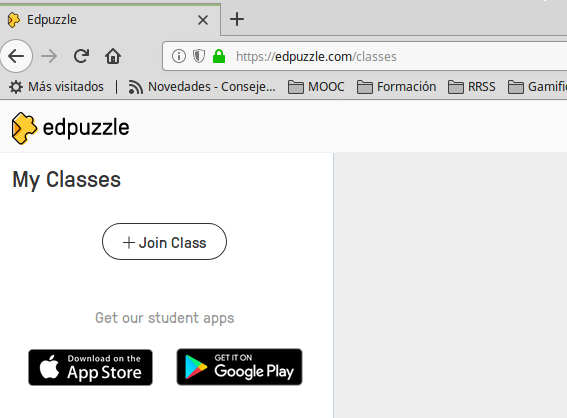 Edpuzzle
https://edpuzzle.com/classes
Más visitados
Novedades - Conseje...
MOOC
Formación
RRSS
Gamific
edpuzzle
My Classes
+ Join Class
Get our student apps
Download on the
App Store
GET IT ON
Google Play